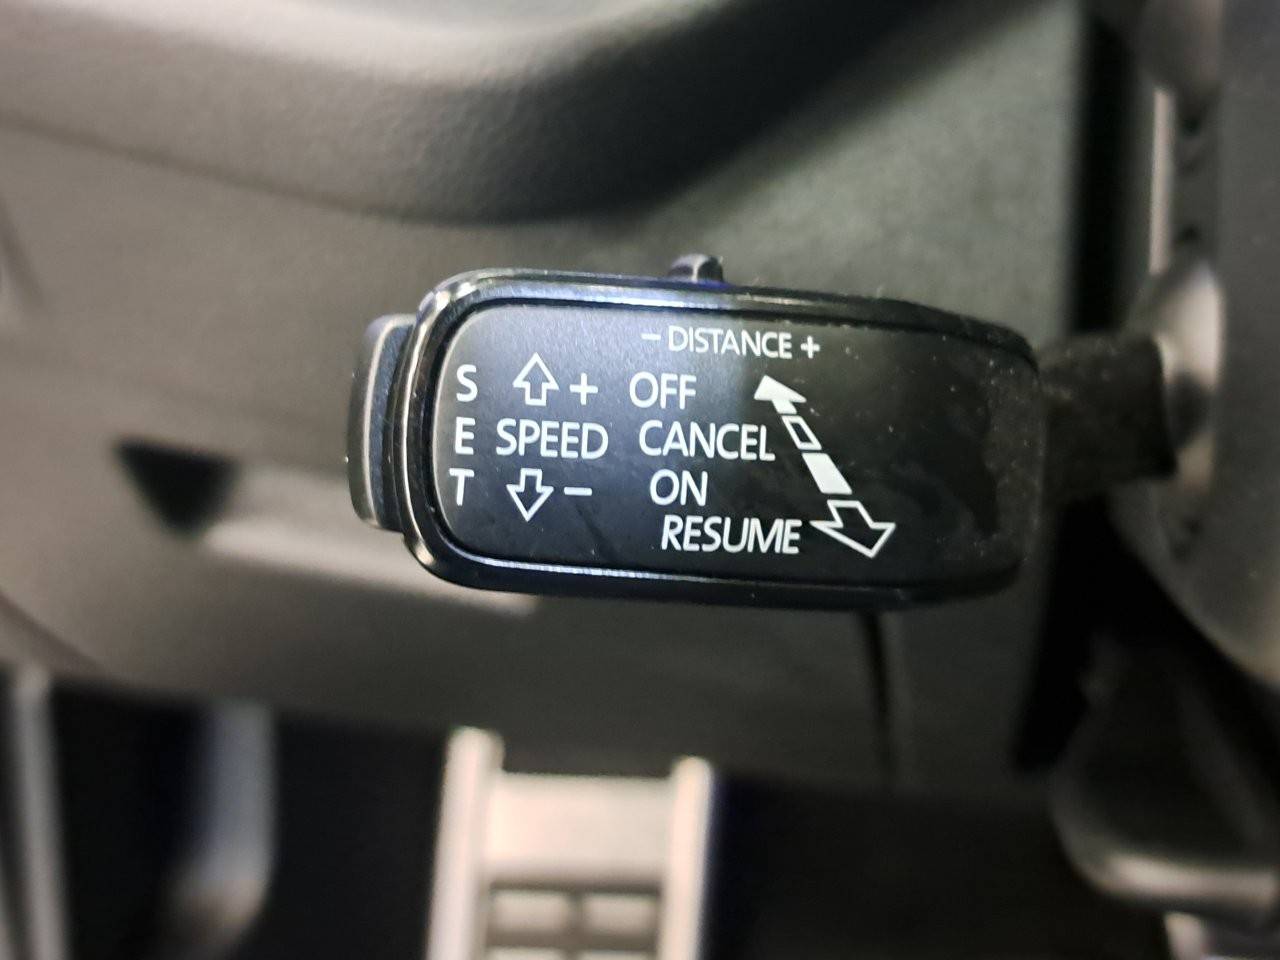 - DISTANCE +
S + OFF
E SPEED CANCEL
T - ON
RESUME